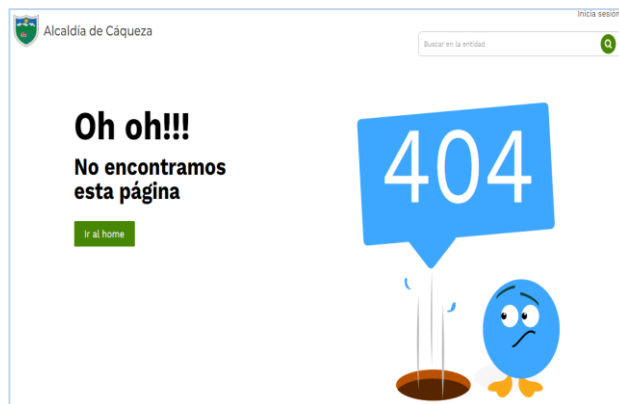 Inicia sesión
Alcaldía de Cáqueza
Buscar en la entidad
Oh oh!!!
No encontramos
esta página
Ir al home
404